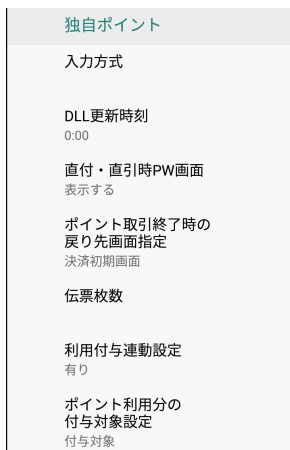 独自ポイント
入力方式
DLL更新時刻
0:00
直付・直引時PW画面
表示する
ポイント取引終了時の
戻り先画面指定
決済初期画面
伝票枚数
利用付与連動設定
有り
ポイント利用分の
付与対象設定
付与対象